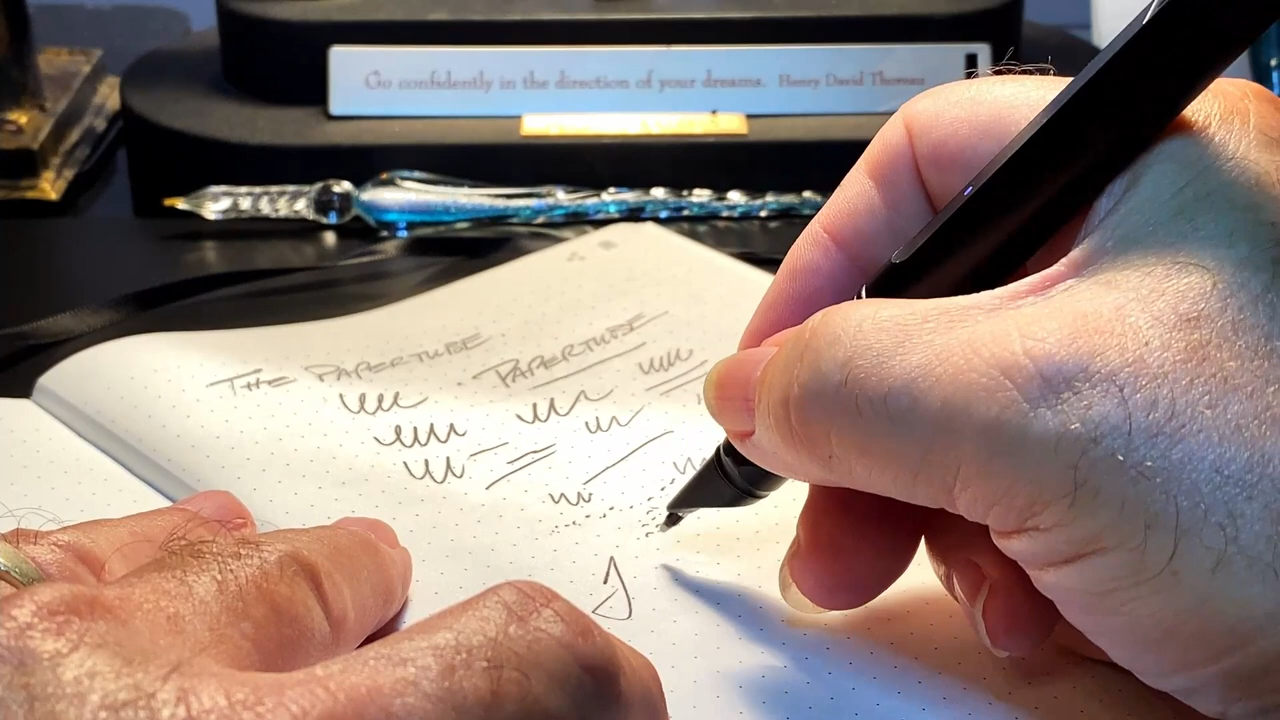 Go confidently in the direction of your dreams. Henry David Thoreau
THE PAPERTUBE
PAPERTUBE
J